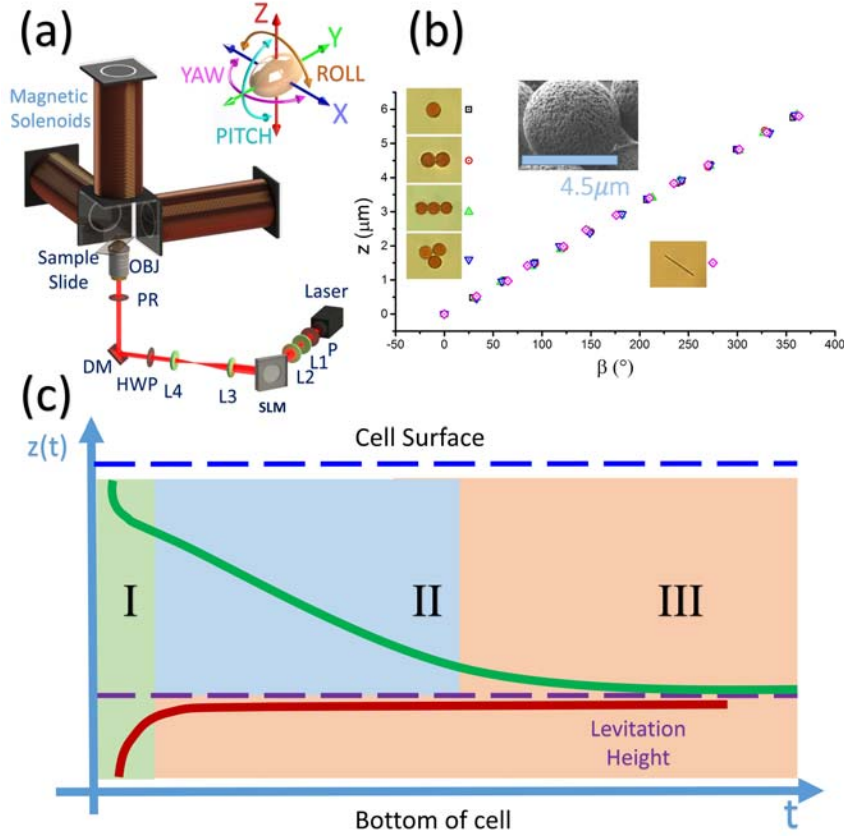 (a)
Magnetic
Solenoids
Z
Y
X
YAW
ROLL
PITCH
Sample
Slide
OBJ
PR
DM
HWP
L4
L3
SLM
L2
L1
P
Laser
(b)
z (μm)
6
5
4
3
2
1
0
-50 0 50 100 150 200 250 300 350 400
β (°)
4.5μm
(c)
z(t)
Cell Surface
I
II
III
Levitation
Height
Bottom of cell
t